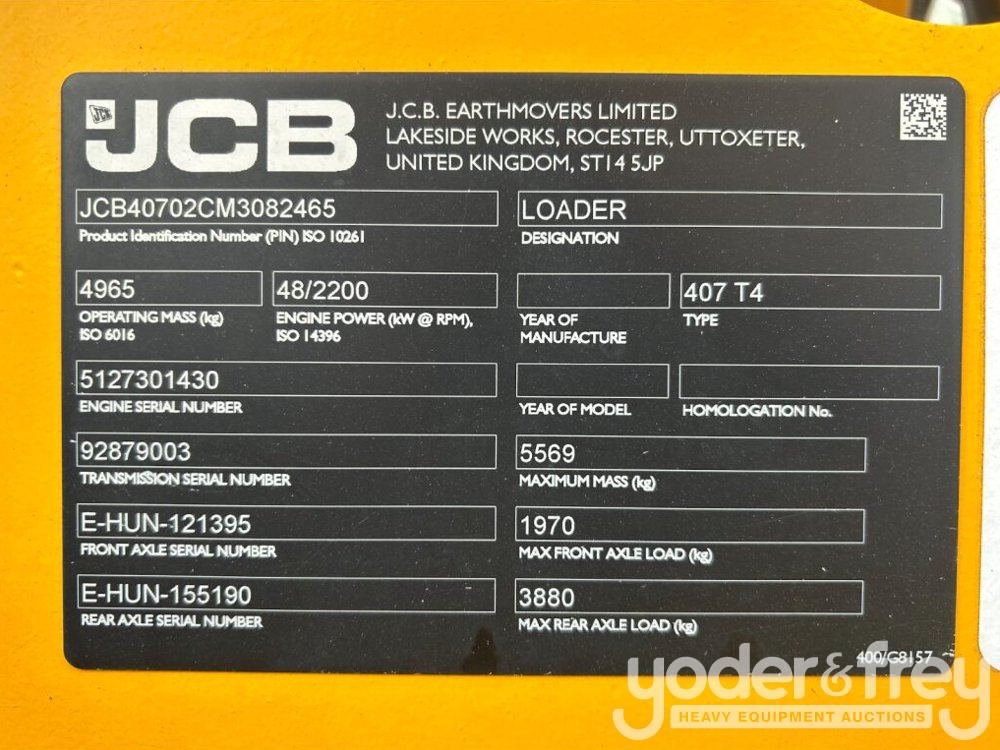 JCB
JCB
J.C.B. EARTHMOVERS LIMITED
LAKESIDE WORKS, ROCESTER, UTTOXETER,
UNITED KINGDOM, ST14 5JP
JCB40702CM3082465
Product Identification Number (PIN) ISO 10261
LOADER
DESIGNATION
4965
OPERATING MASS (kg)
ISO 6016
48/2200
ENGINE POWER (kW @ RPM),
ISO 14396
YEAR OF
MANUFACTURE
407 T4
TYPE
5127301430
ENGINE SERIAL NUMBER
YEAR OF MODEL
HOMOLOGATION No.
92879003
TRANSMISSION SERIAL NUMBER
5569
MAXIMUM MASS (kg)
E-HUN-121395
FRONT AXLE SERIAL NUMBER
1970
MAX FRONT AXLE LOAD (kg)
E-HUN-155190
REAR AXLE SERIAL NUMBER
3880
MAX REAR AXLE LOAD (kg)
400/G8157
yoder&frey
HEAVY EQUIPMENT AUCTIONS